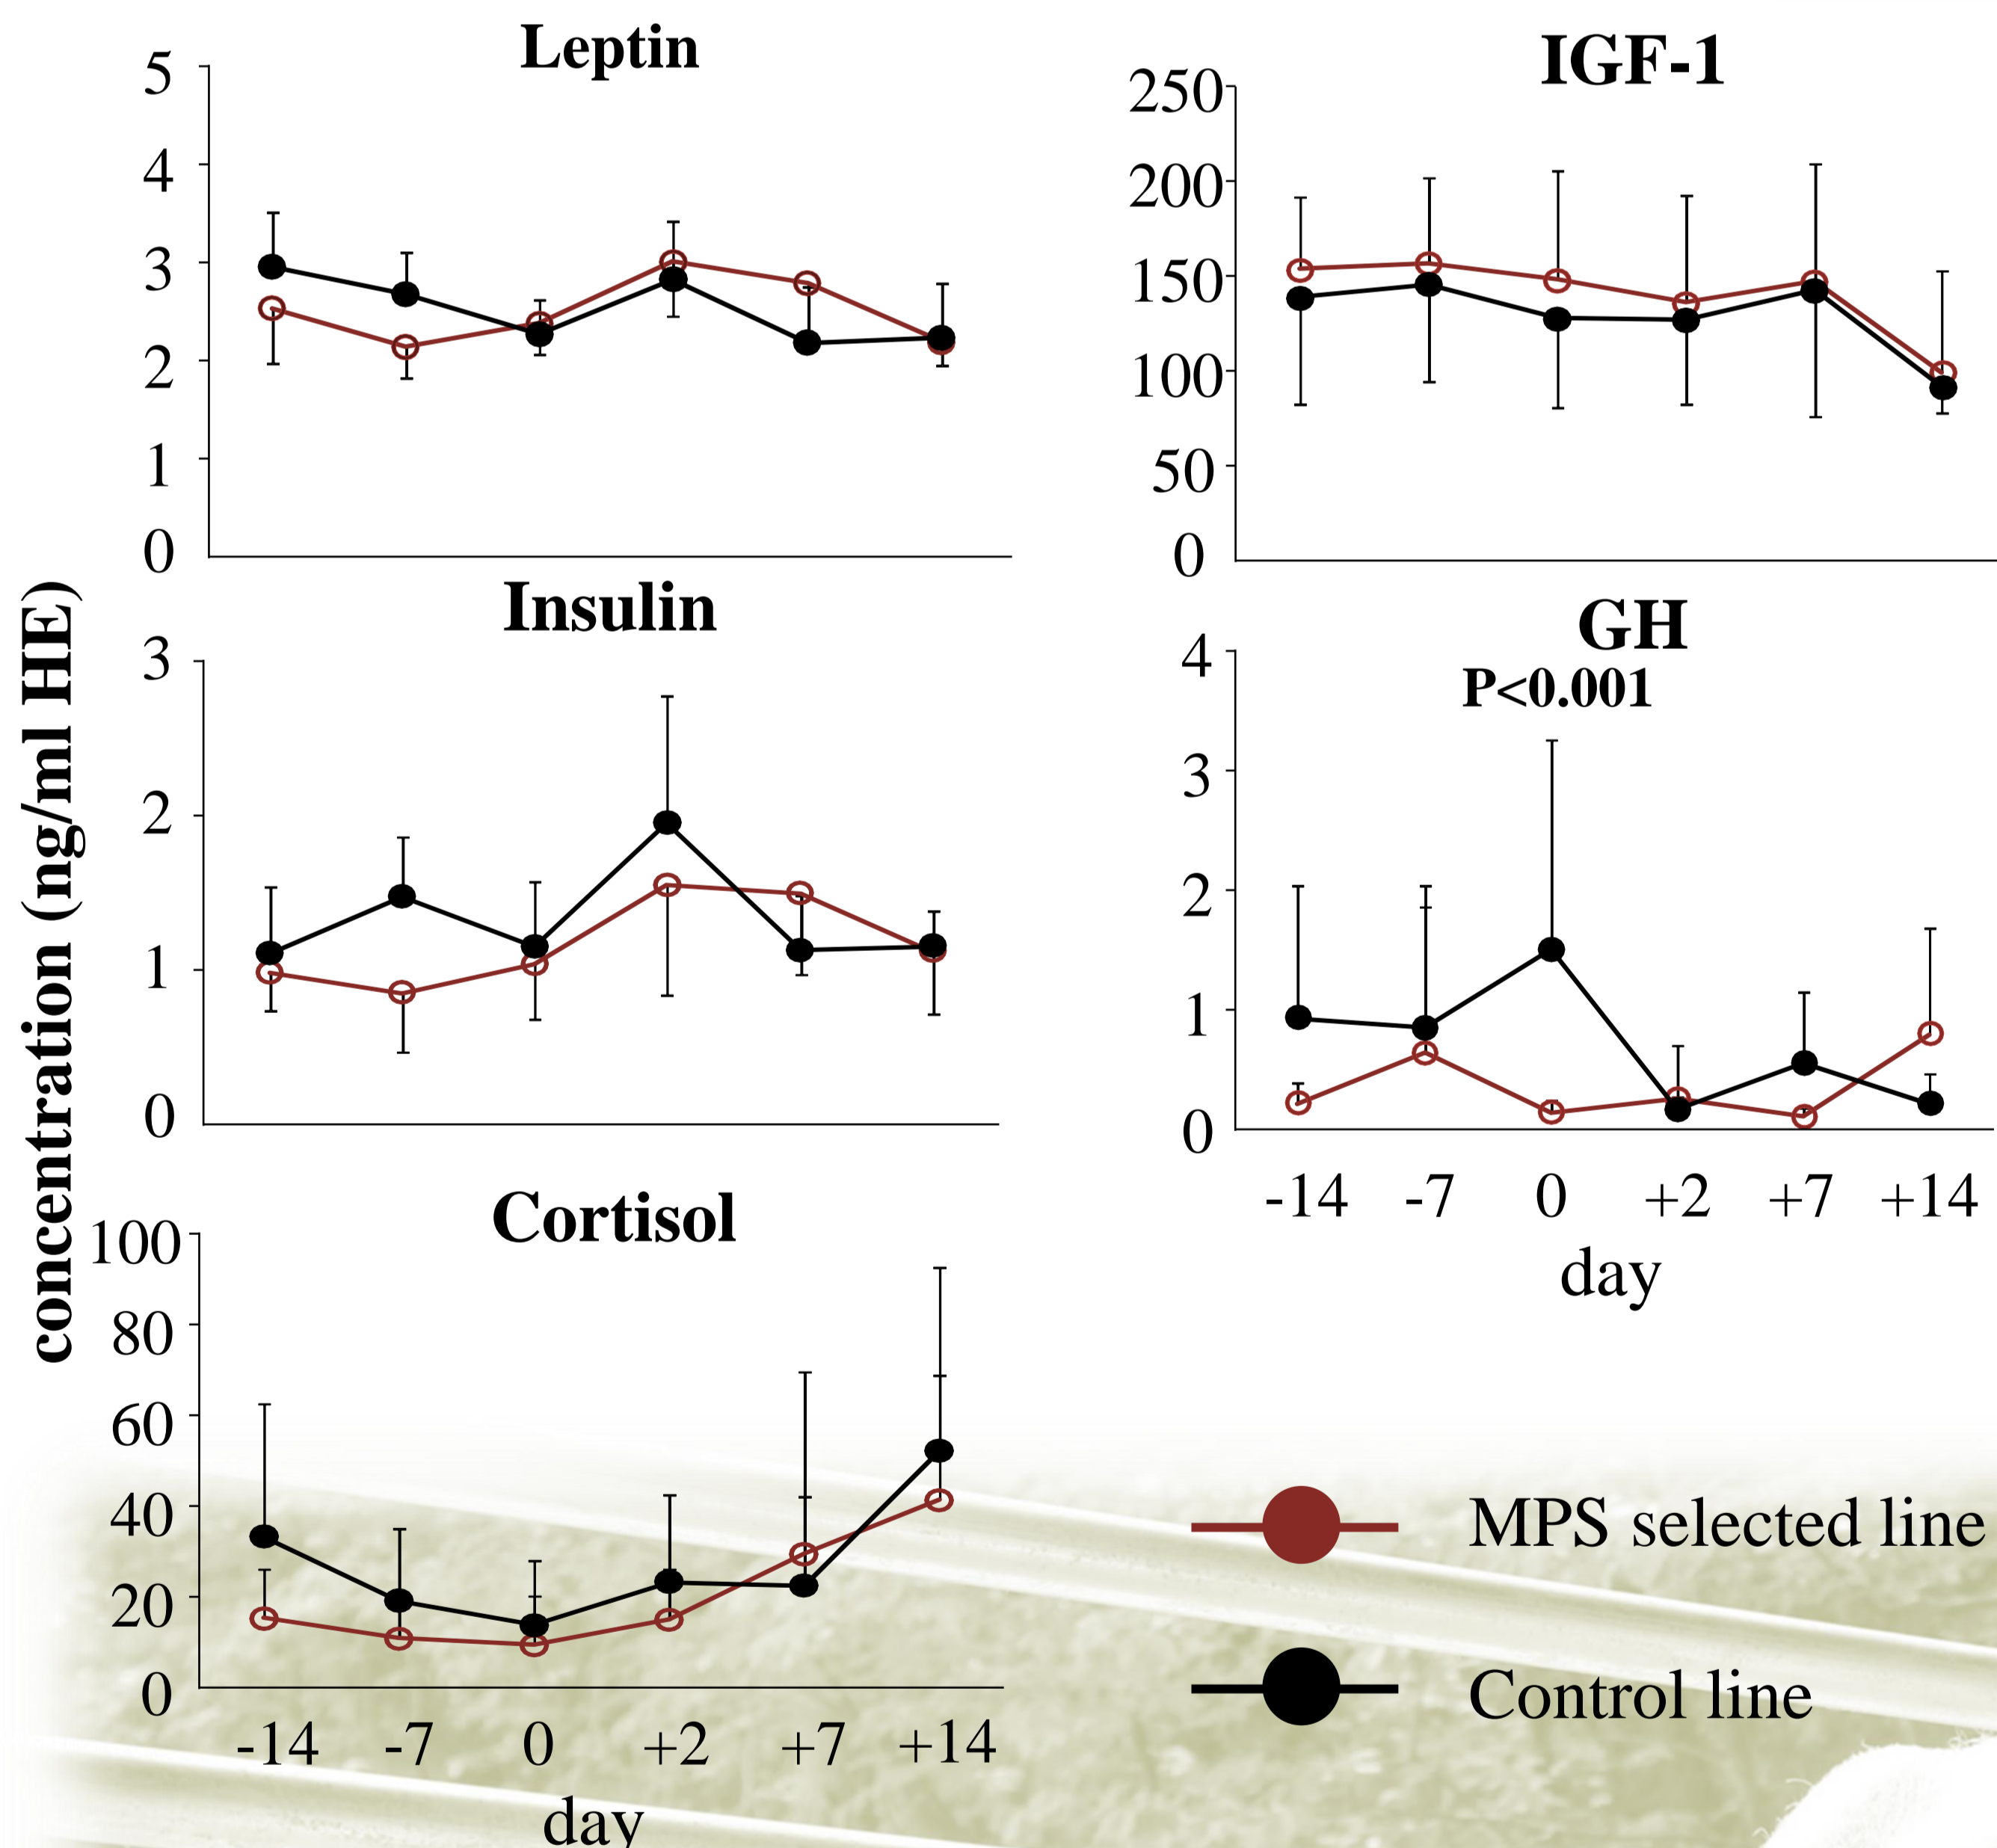 concentration (ng/ml HE)
Leptin
5
4
3
2
1
0
IGF-1
250
200
150
100
50
0
Insulin
3
2
1
0
GH
P<0.001
4
3
2
1
0
-14 -7 0 +2 +7 +14
day
Cortisol
100
80
60
40
20
0
-14 -7 0 +2 +7 +14
day
MPS selected line
Control line